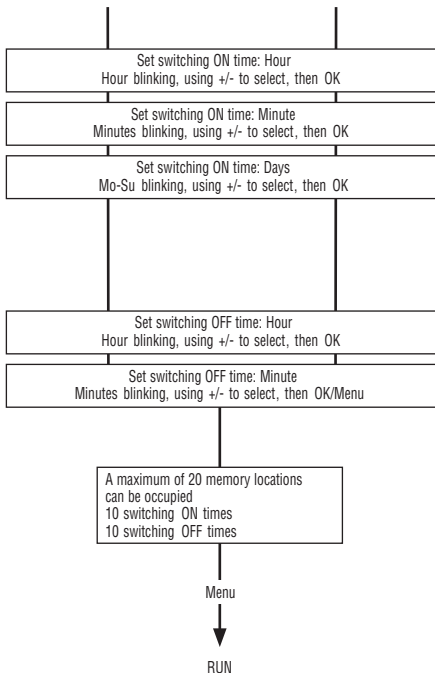 Set switching ON time: Hour
Hour blinking, using +/- to select, then OK
Set switching ON time: Minute
Minutes blinking, using +/- to select, then OK
Set switching ON time: Days
Mo-Su blinking, using +/- to select, then OK
Set switching OFF time: Hour
Hour blinking, using +/- to select, then OK
Set switching OFF time: Minute
Minutes blinking, using +/- to select, then OK/Menu
A maximum of 20 memory locations
can be occupied
10 switching ON times
10 switching OFF times
Menu
RUN